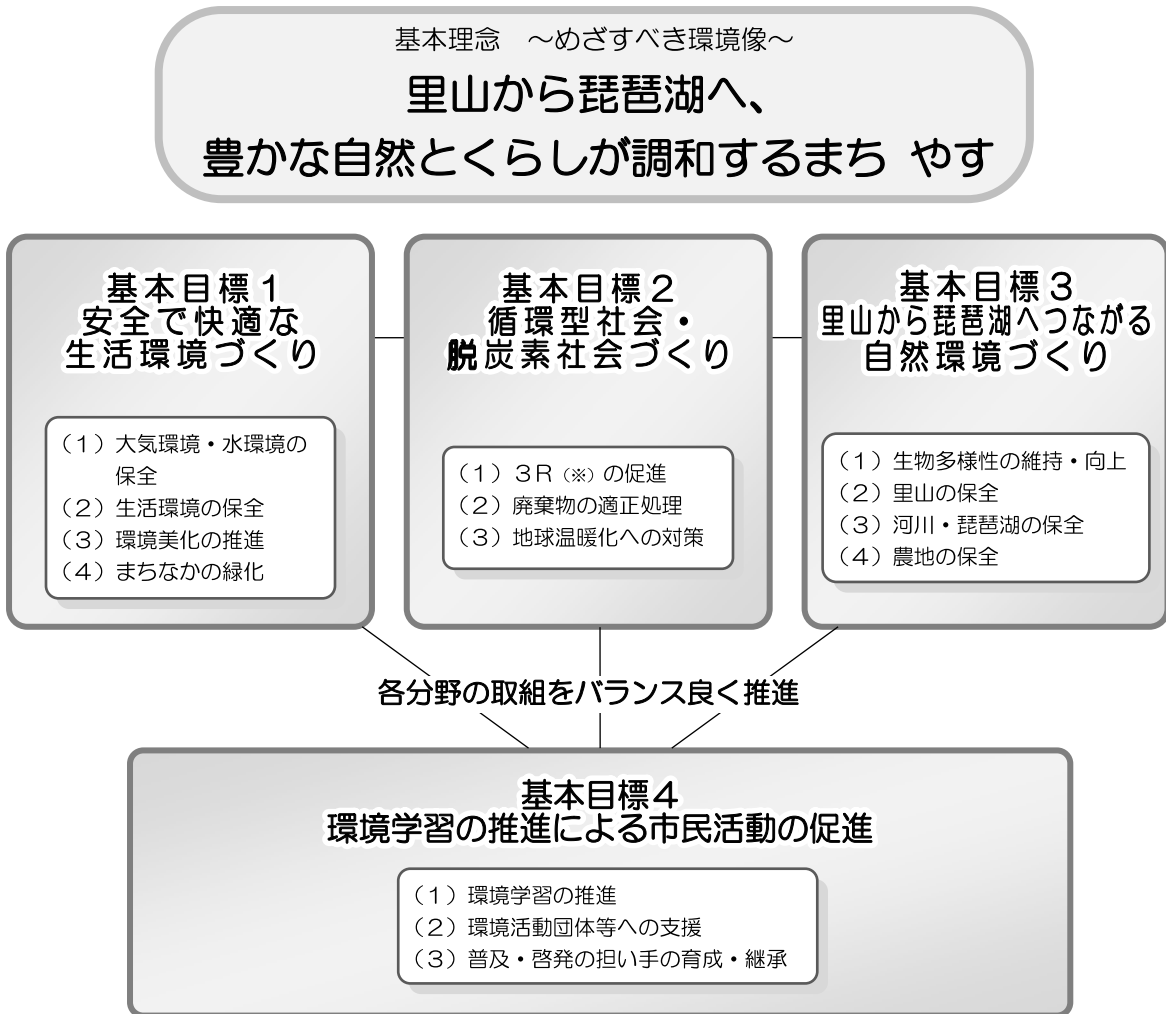 基本理念　～めざすべき環境像～
里山から琵琶湖へ、
豊かな自然とくらしが調和するまち やす
基本目標１
安全で快適な
生活環境づくり
（１）大気環境・水環境の
保全
（２）生活環境の保全
（３）環境美化の推進
（４）まちなかの緑化
基本目標２
循環型社会・
脱炭素社会づくり
（１）３Ｒ（※）の促進
（２）廃棄物の適正処理
（３）地球温暖化への対策
基本目標３
里山から琵琶湖へつながる
自然環境づくり
（１）生物多様性の維持・向上
（２）里山の保全
（３）河川・琵琶湖の保全
（４）農地の保全
各分野の取組をバランス良く推進
基本目標４
環境学習の推進による市民活動の促進
（１）環境学習の推進
（２）環境活動団体等への支援
（３）普及・啓発の担い手の育成・継承